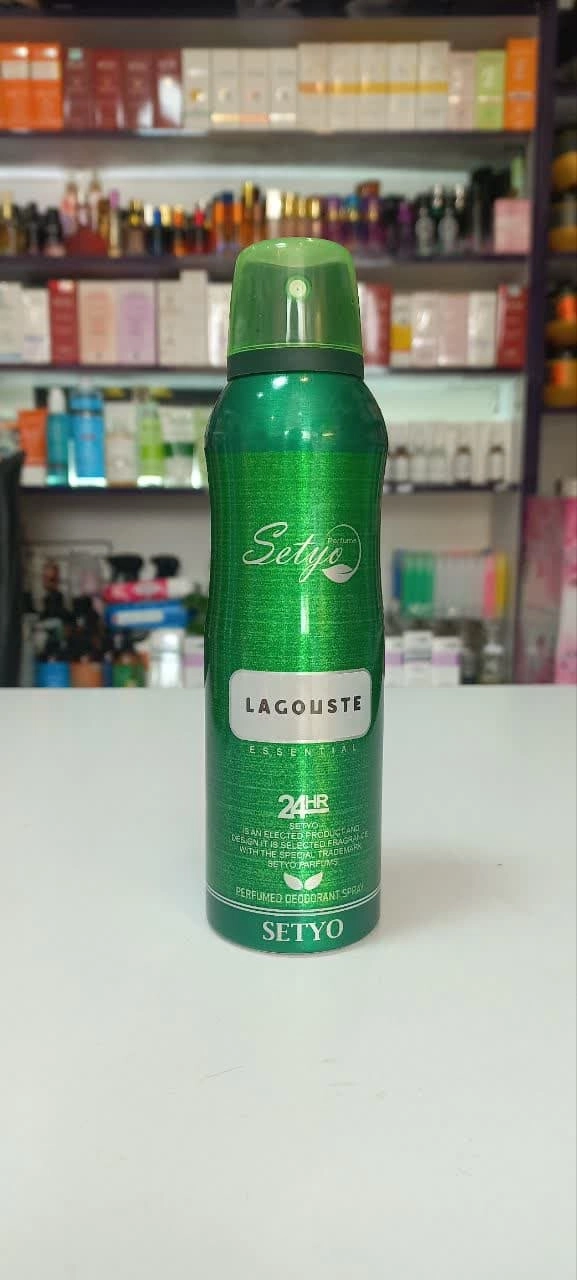 Setyo Perfume
LAGOUSTE
ESSENTIAL
24HR
SETYO
IS AN ELECTED PRODUCT AND
DESIGN.IT IS SELECTED FRAGRANCE
WITH THE SPECIAL TRADEMARK
SETYO PARFUMS
PERFUMED DEODORANT SPRAY
SETYO